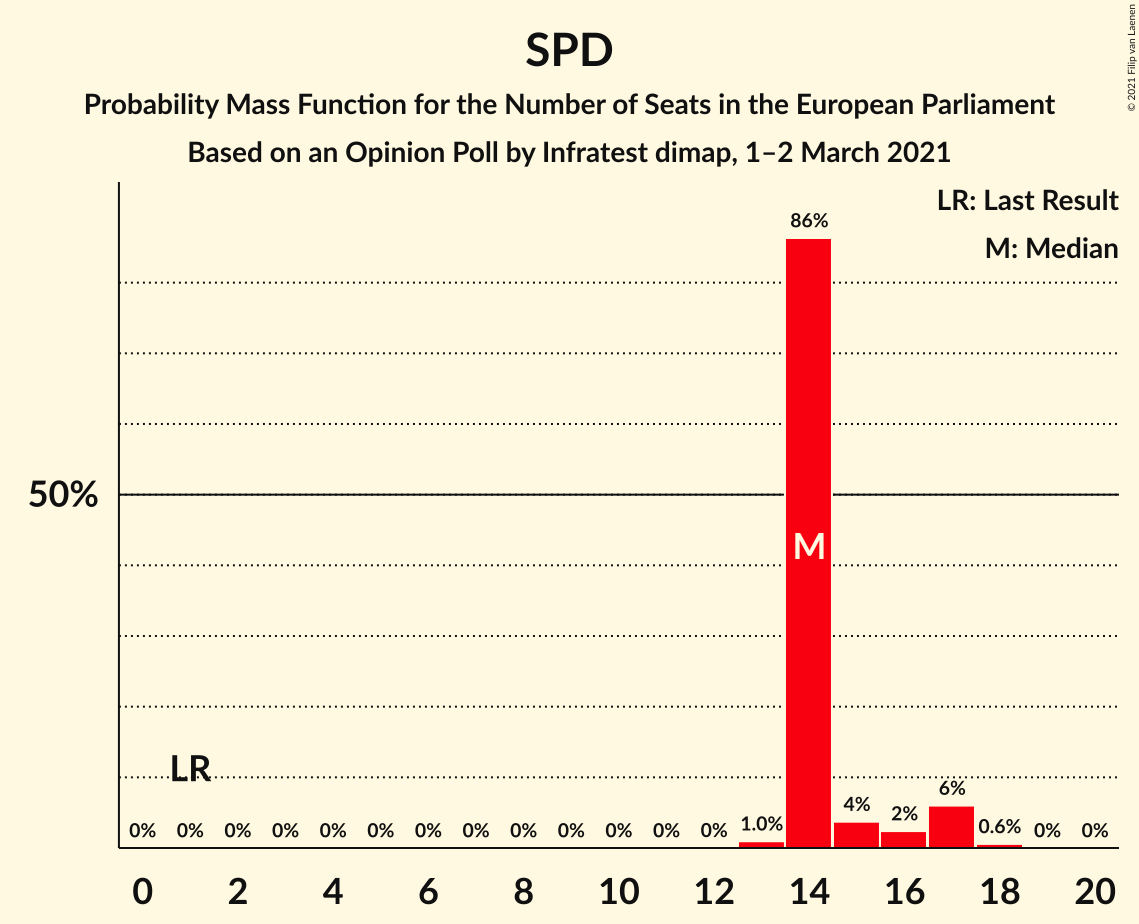 SPD
Probability Mass Function for the Number of Seats in the European Parliament
Based on an Opinion Poll by Infratest dimap, 1–2 March 2021
© 2021 Filip van Laenen
LR: Last Result
M: Median
86%
50%
M
LR
0% 0% 0% 0% 0% 0% 0% 0% 0% 0% 0% 0% 0% 1.0% 4% 2% 6% 0.6% 0% 0%
0 2 4 6 8 10 12 14 16 18 20